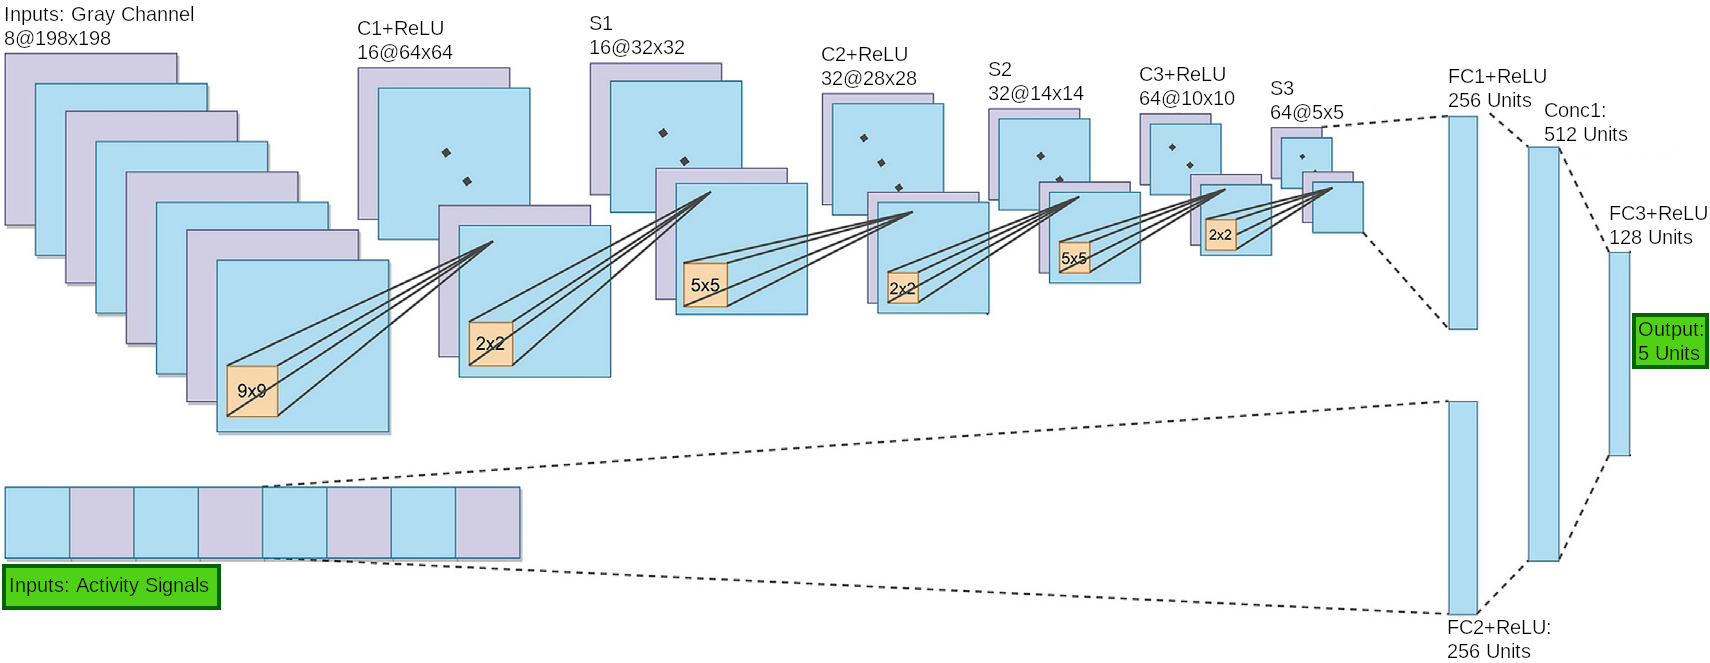 Inputs: Gray Channel
8@198x198
C1+ReLU
16@64x64
S1
16@32x32
C2+ReLU
32@28x28
S2
32@14x14
C3+ReLU
64@10x10
S3
64@5x5
FC1+ReLU
256 Units
Conc1:
512 Units
FC3+ReLU
128 Units
Output:
5 Units
9x9
2x2
5x5
2x2
5x5
2x2
Inputs: Activity Signals
FC2+ReLU:
256 Units